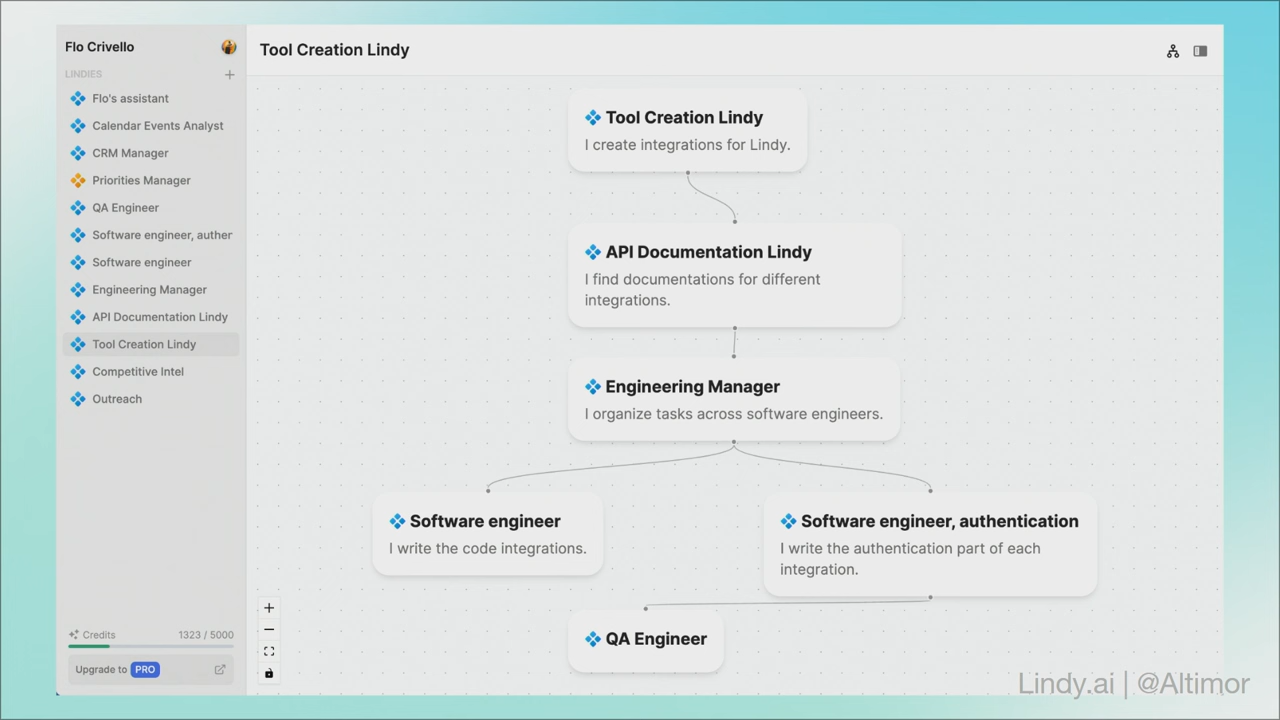 Flo Crivello
LINDIES
Flo's assistant
Calendar Events Analyst
CRM Manager
Priorities Manager
QA Engineer
Software engineer, auther
Software engineer
Engineering Manager
API Documentation Lindy
Tool Creation Lindy
Competitive Intel
Outreach
Credits 1323 / 5000
Upgrade to PRO
Tool Creation Lindy
Tool Creation Lindy
I create integrations for Lindy.
API Documentation Lindy
I find documentations for different
integrations.
Engineering Manager
I organize tasks across software engineers.
Software engineer
I write the code integrations.
Software engineer, authentication
I write the authentication part of each
integration.
QA Engineer
Lindy.ai | @Altimor